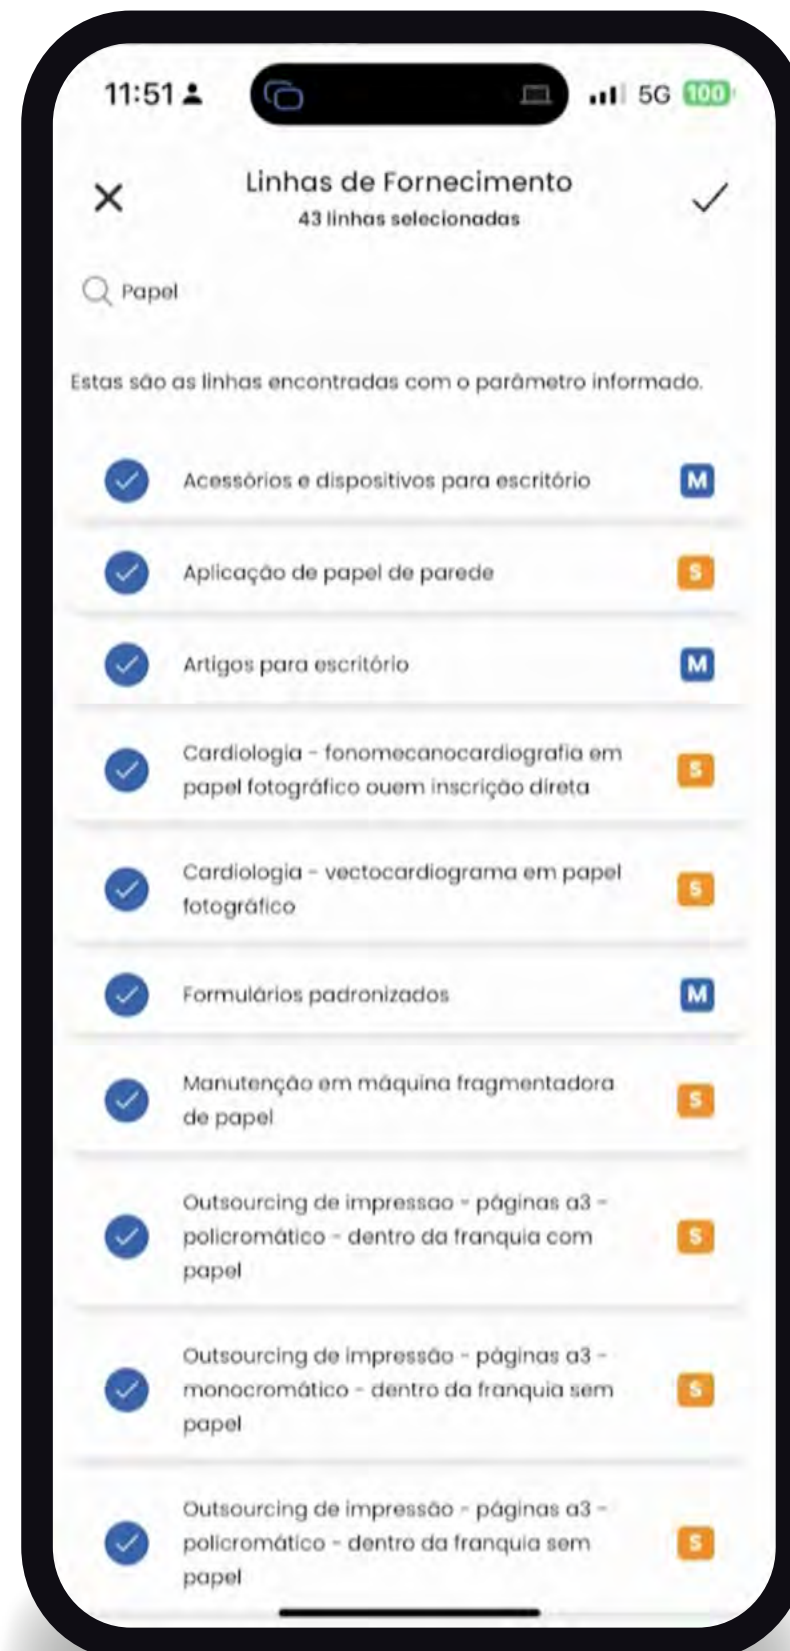 11:51
5G 100
Linhas de Fornecimento
43 linhas selecionadas
Papel
Estas são as linhas encontradas com o parâmetro informado.
Acessórios e dispositivos para escritório M
Aplicação de papel de parede S
Artigos para escritório M
Cardiologia - fonomecanocardiografia em
papel fotográfico ouem inscrição direta S
Cardiologia - vectocardiograma em papel
fotográfico S
Formulários padronizados M
Manutenção em máquina fragmentadora
de papel S
Outsourcing de impressao - páginas a3 -
policromático - dentro da franquia com S
papel
Outsourcing de impressão - páginas a3 -
monocromático - dentro da franquia sem S
papel
Outsourcing de impressão - páginas a3 -
policromático - dentro da franquia sem S
papel